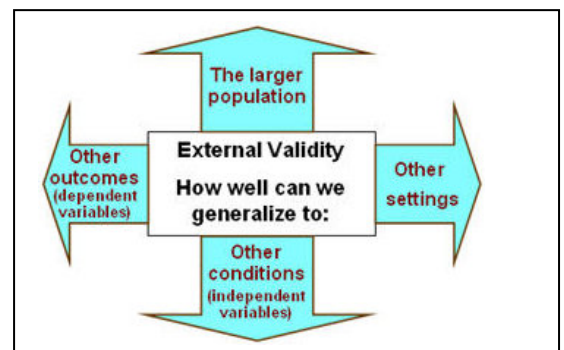 The larger
population
External Validity
How well can we
generalize to:
Other
outcomes
(dependent
variables)
Other
settings
Other
conditions
(independent
variables)